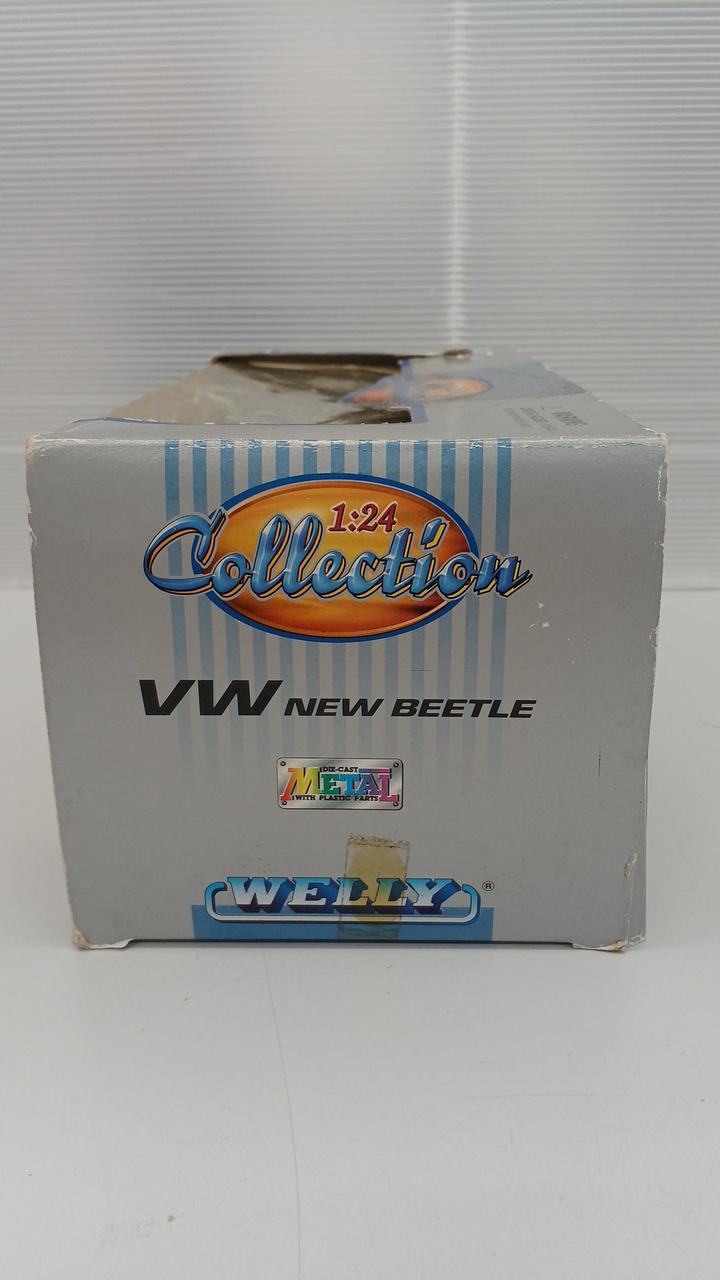 1:24
Collection
VW NEW BEETLE
DIE-CAST
METAL
WITH PLASTIC PARTS
WELLY ®